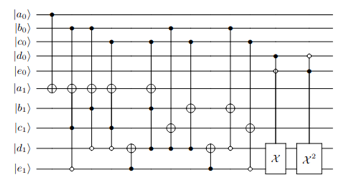 |a₀⟩
|b₀⟩
|c₀⟩
|d₀⟩
|e₀⟩
|a₁⟩
|b₁⟩
|c₁⟩
|d₁⟩
|e₁⟩
𝒳 𝒳²